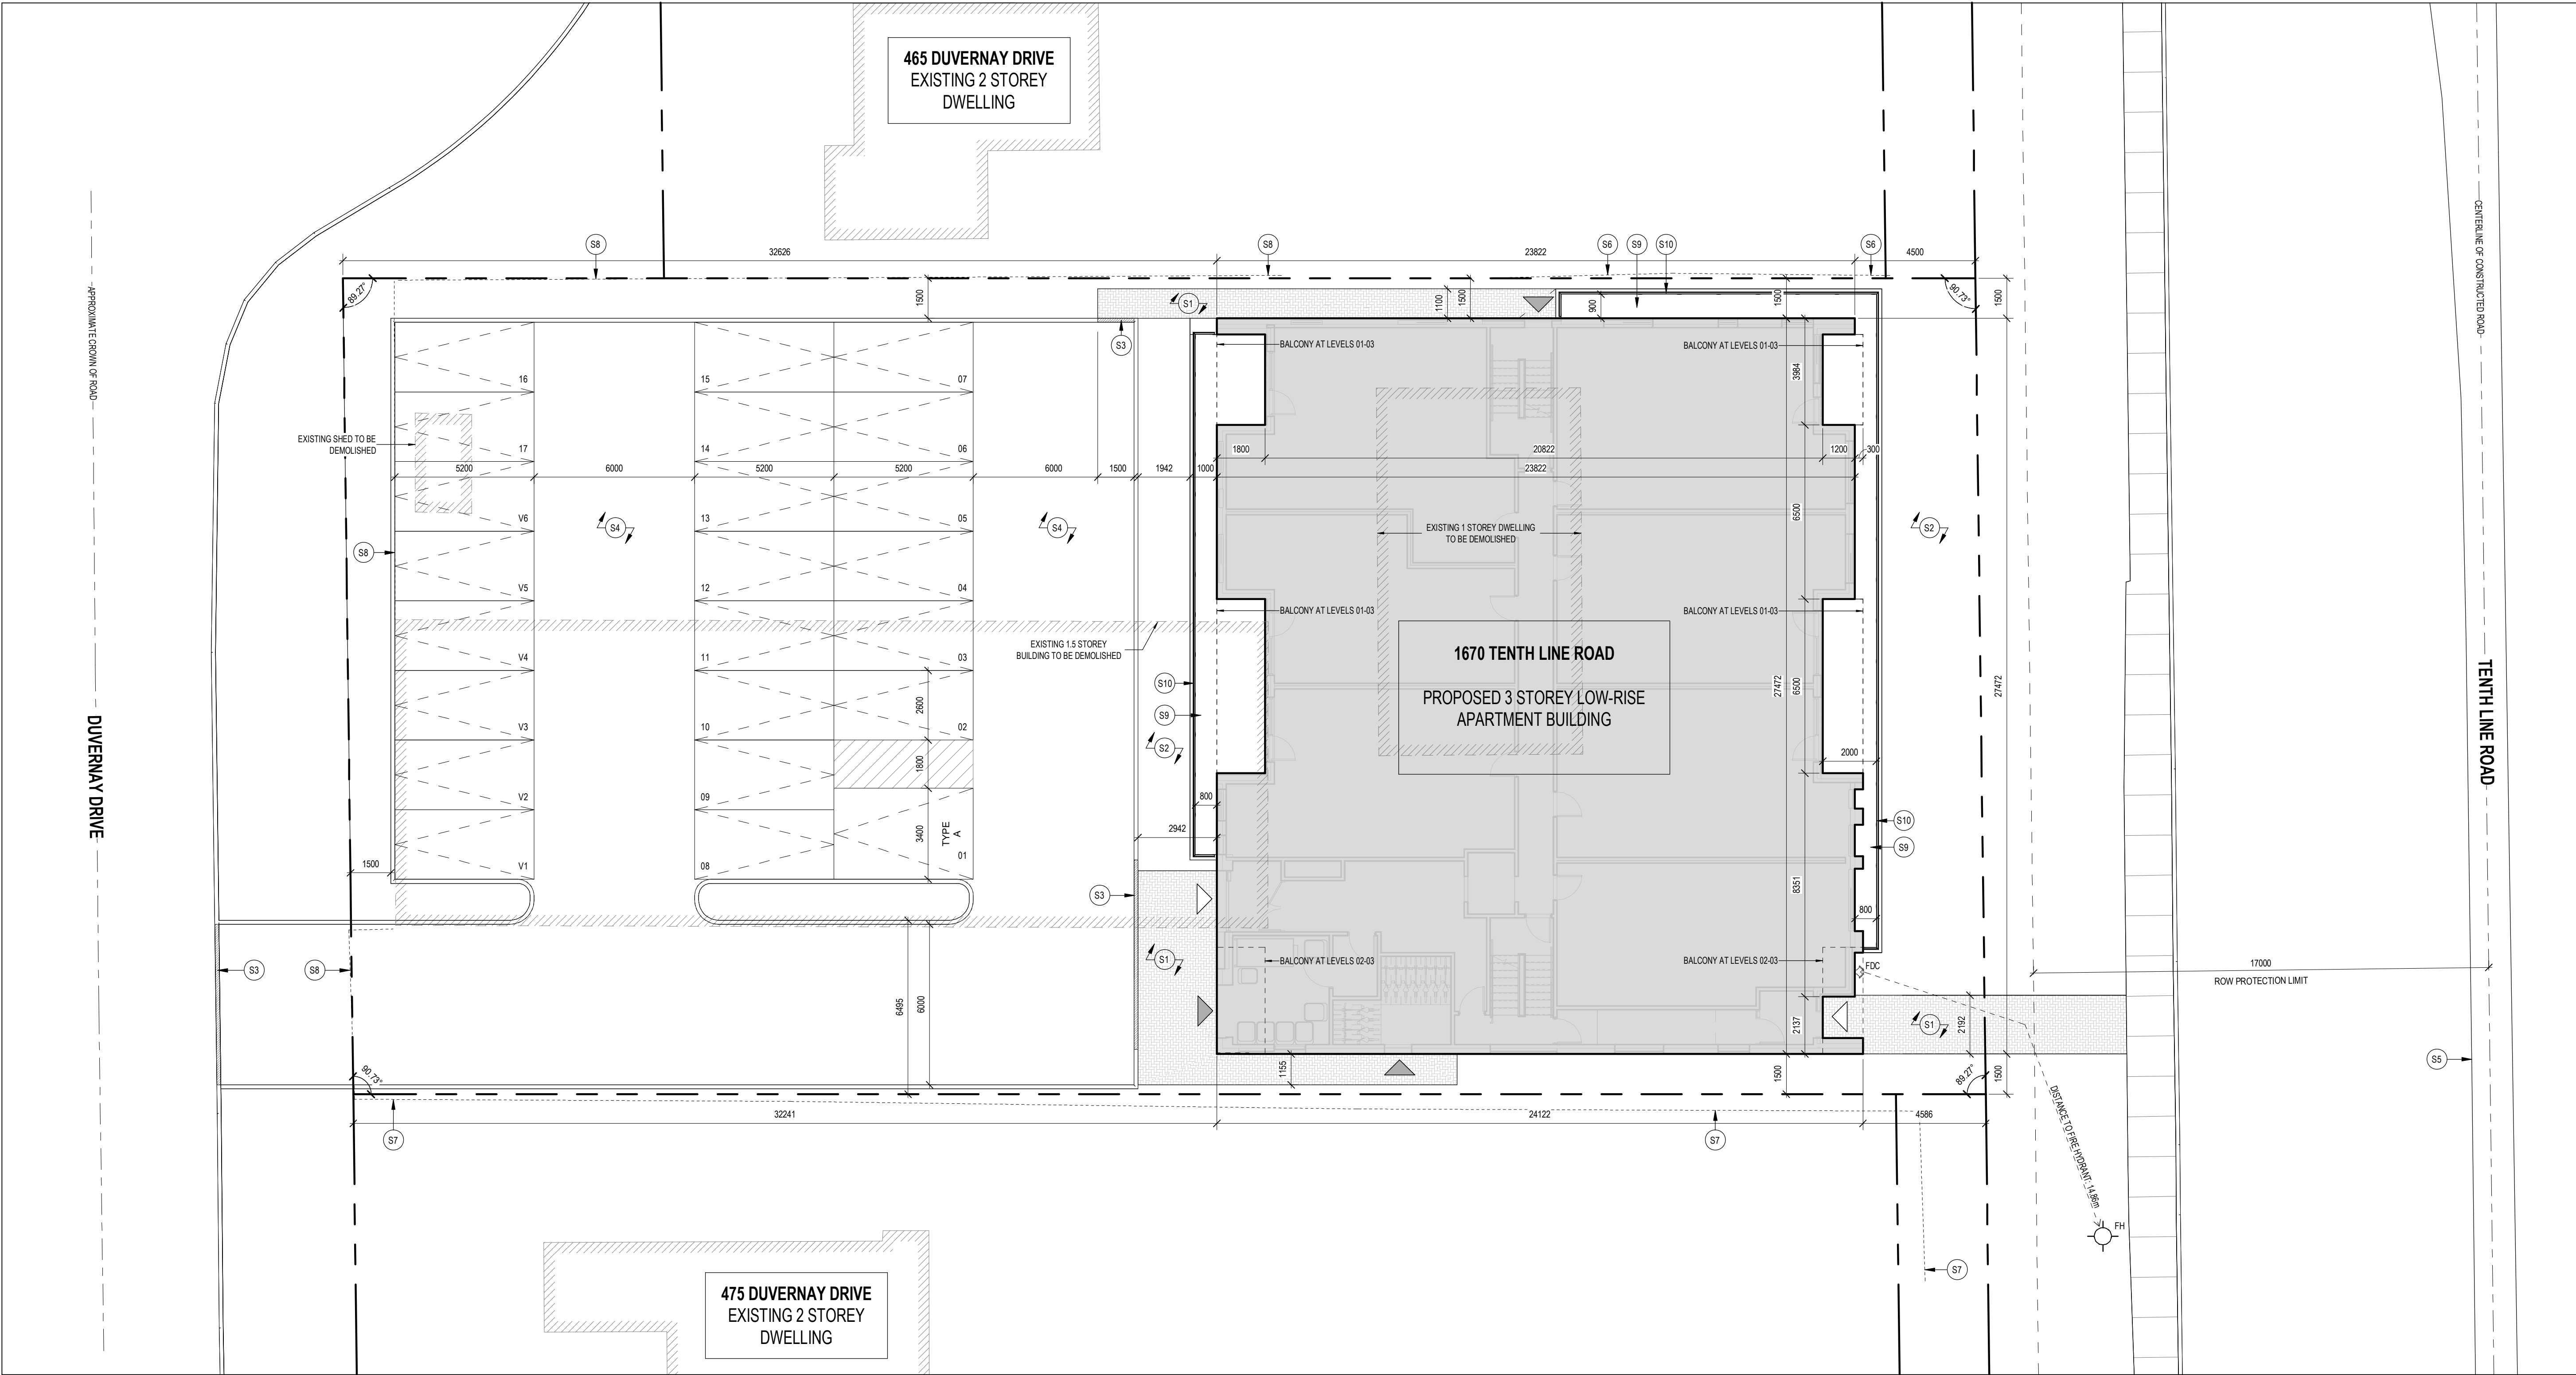 465 DUVERNAY DRIVE
EXISTING 2 STOREY
DWELLING
S8
32626
S8
23822
S6
S9
S10
S6
4500
89.27°
1500
S1
1100
1500
900
1500
90.73°
1500
S3
BALCONY AT LEVELS 01-03
BALCONY AT LEVELS 01-03
16
15
07
3984
APPROXIMATE CROWN OF ROAD
CENTERLINE OF CONSTRUCTED ROAD
EXISTING SHED TO BE
DEMOLISHED
17
14
06
5200
6000
5200
5200
6000
1500
1942
1000
1800
20822
1200
300
23822
V6
13
05
S4
S4
6500
S2
EXISTING 1 STOREY DWELLING
TO BE DEMOLISHED
S8
V5
12
04
BALCONY AT LEVELS 01-03
BALCONY AT LEVELS 01-03
EXISTING 1.5 STOREY
BUILDING TO BE DEMOLISHED
V4
11
03
1670 TENTH LINE ROAD
PROPOSED 3 STOREY LOW-RISE
APARTMENT BUILDING
S10
27472
6500
27472
2600
S9
V3
10
02
S2
2000
DUVERNAY DRIVE
TENTH LINE ROAD
1800
V2
09
800
S10
2942
3400
TYPE
A
S9
1500
V1
08
01
S3
8351
800
S1
BALCONY AT LEVELS 02-03
BALCONY AT LEVELS 02-03
FDC
S3
S8
17000
ROW PROTECTION LIMIT
6495
6000
2137
S1
2192
S5
1155
1500
90.73°
89.27°
1500
32241
24122
4586
S7
S7
DISTANCE TO FIRE HYDRANT: 14.86m
FH
S7
475 DUVERNAY DRIVE
EXISTING 2 STOREY
DWELLING